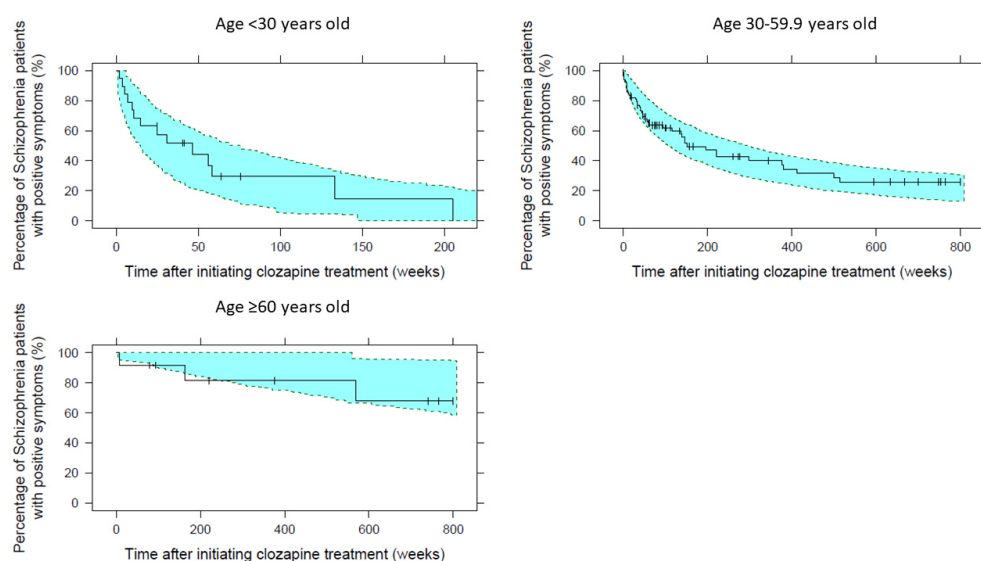 Age <30 years old
Percentage of Schizophrenia patients
with positive symptoms (%)
100
80
60
40
20
0
0 50 100 150 200
Time after initiating clozapine treatment (weeks)
Age 30-59.9 years old
Percentage of Schizophrenia patients
with positive symptoms (%)
100
80
60
40
20
0
0 200 400 600 800
Time after initiating clozapine treatment (weeks)
Age ≥60 years old
Percentage of Schizophrenia patients
with positive symptoms (%)
100
80
60
40
20
0
0 200 400 600 800
Time after initiating clozapine treatment (weeks)